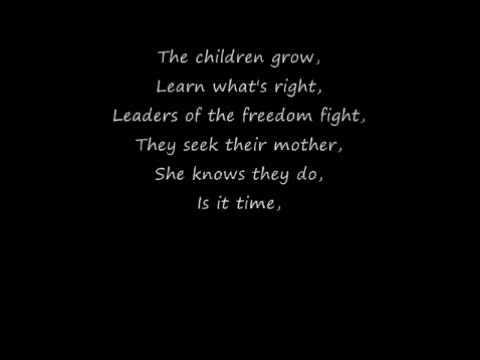 The children grow,
Learn what's right,
Leaders of the freedom fight,
They seek their mother,
She knows they do,
Is it time,